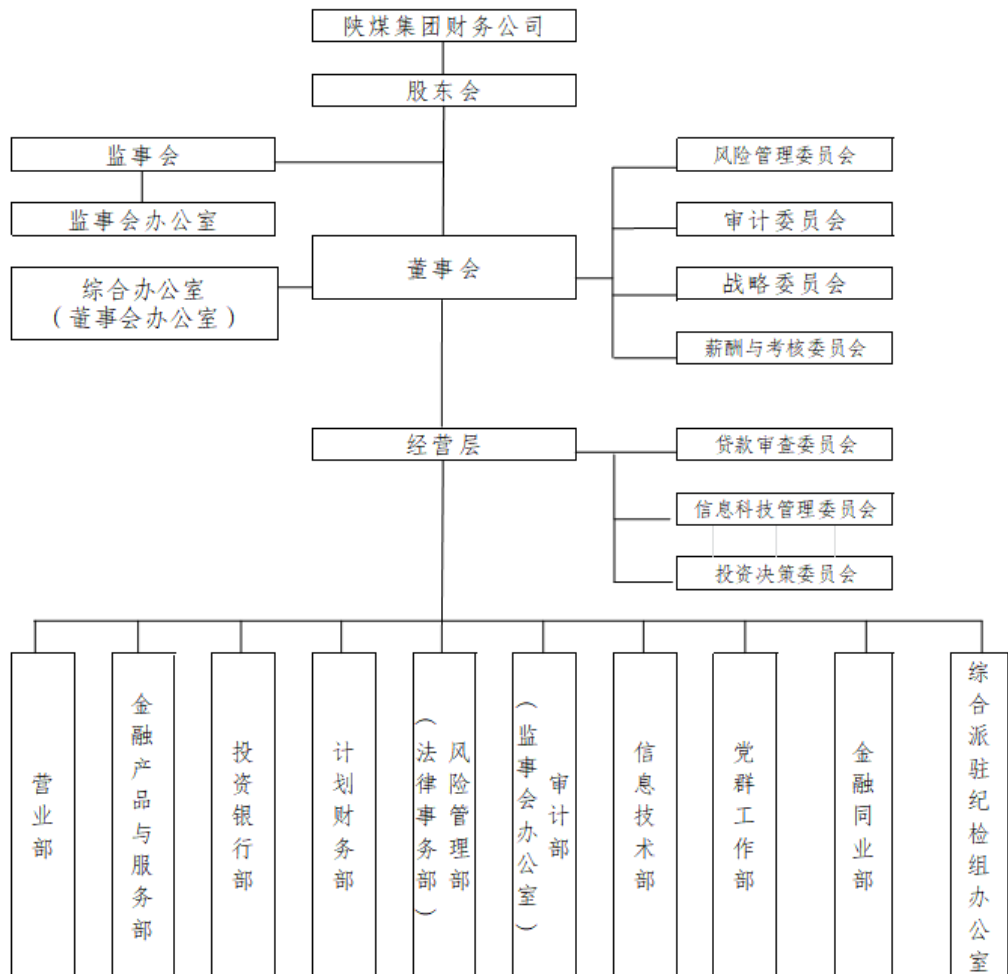 陕煤集团财务公司
股东会
监事会
风险管理委员会
监事会办公室
审计委员会
董事会
综合办公室
（董事会办公室）
战略委员会
薪酬与考核委员会
经营层
贷款审查委员会
信息科技管理委员会
投资决策委员会
营业部
金融产品与服务部
投资银行部
计划财务部
风险管理部
（法律事务部）
审计部
（监事会办公室）
信息技术部
党群工作部
金融同业部
综合派驻纪检组办公室